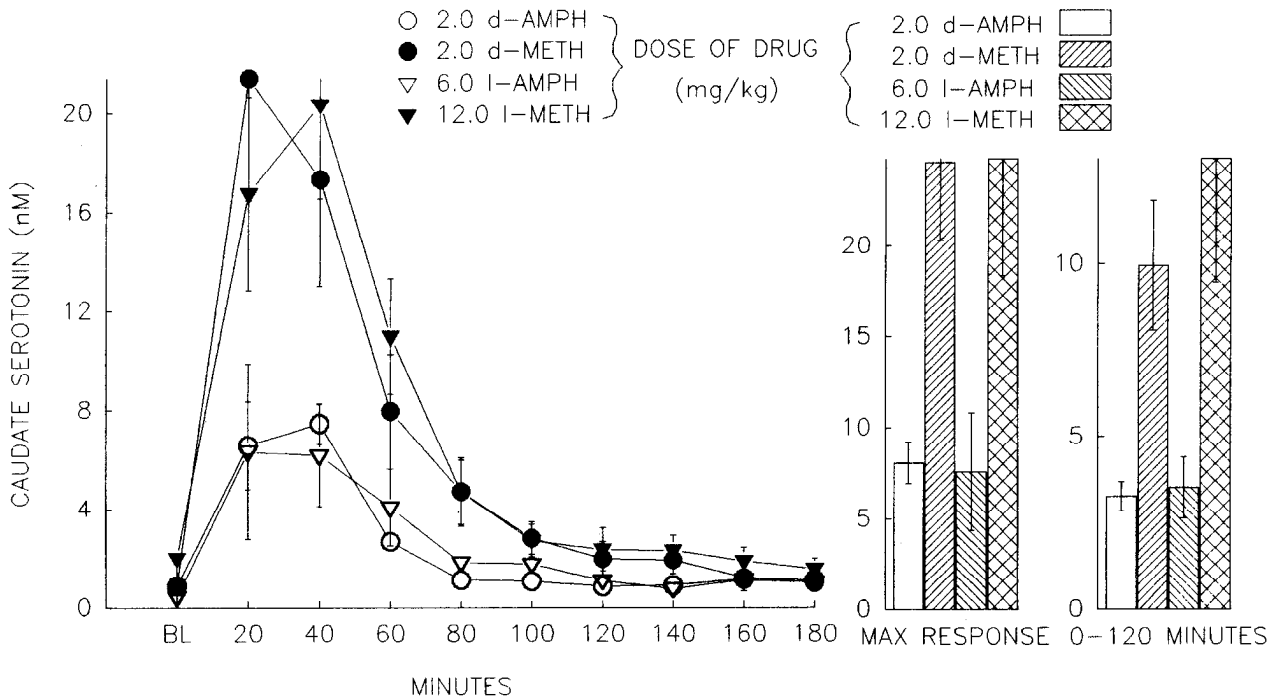 2.0 d-AMPH
2.0 d-METH
6.0 l-AMPH
12.0 l-METH
DOSE OF DRUG
(mg/kg)
2.0 d-AMPH
2.0 d-METH
6.0 l-AMPH
12.0 l-METH
CAUDATE SEROTONIN (nM)
20
16
12
8
4
0
BL 20 40 60 80 100 120 140 160 180
MINUTES
20
15
10
5
0
MAX RESPONSE
10
5
0
0-120 MINUTES